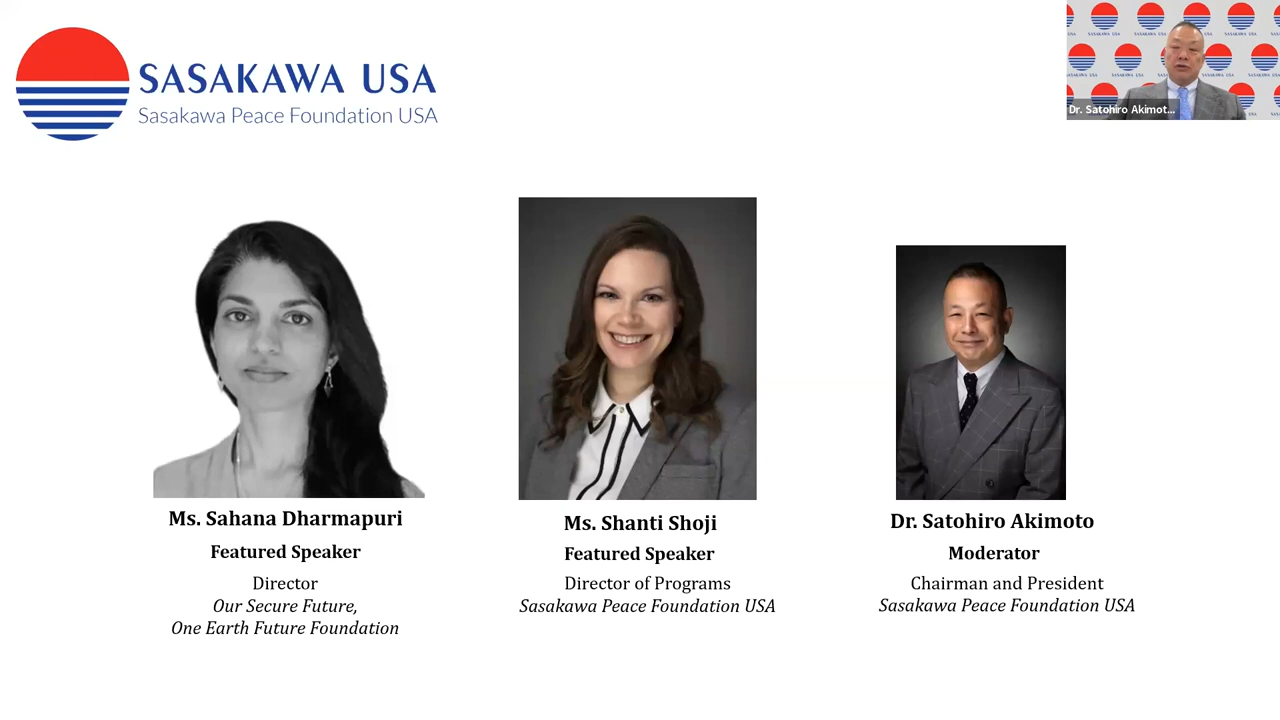 SASAKAWA USA
Sasakawa Peace Foundation USA
Dr. Satohiro Akimot...
Ms. Sahana Dharmapuri
Featured Speaker
Director
Our Secure Future,
One Earth Future Foundation
Ms. Shanti Shoji
Featured Speaker
Director of Programs
Sasakawa Peace Foundation USA
Dr. Satohiro Akimoto
Moderator
Chairman and President
Sasakawa Peace Foundation USA